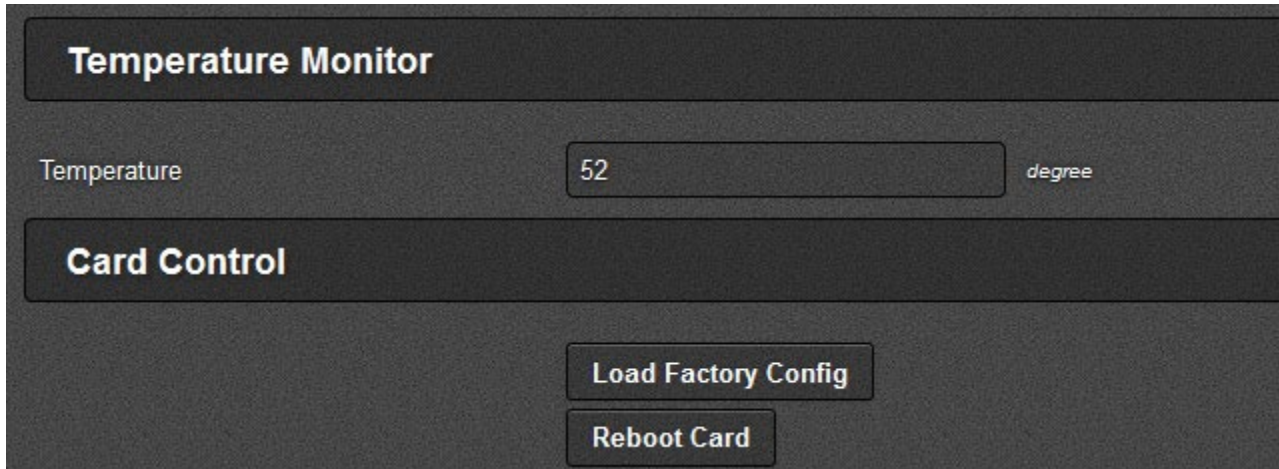 Temperature Monitor
Temperature 52 degree
Card Control
Load Factory Config
Reboot Card